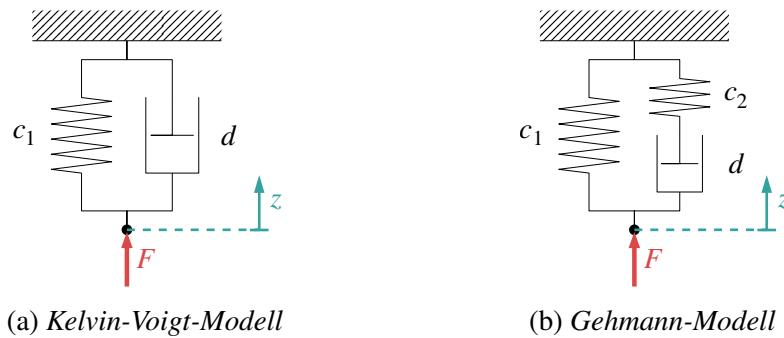 c₁
d
z
F
(a) Kelvin-Voigt-Modell
c₁
c₂
d
z
F
(b) Gehmann-Modell